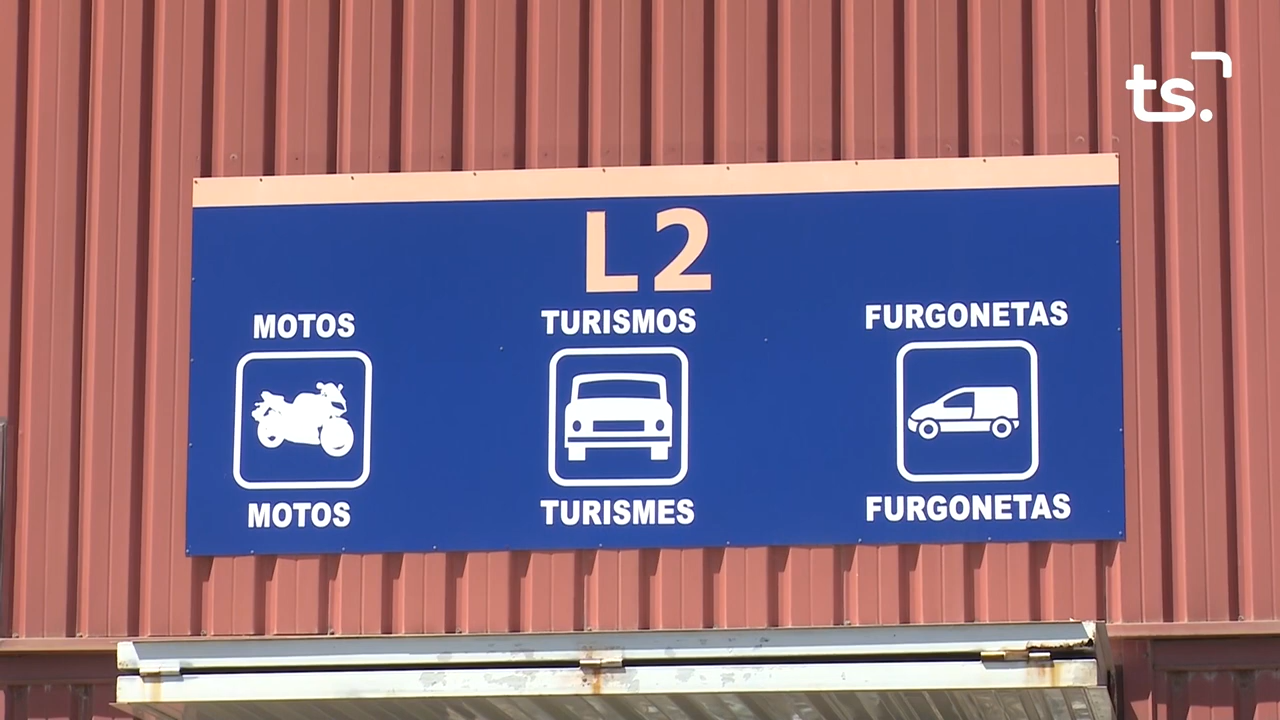 ts.
L2
MOTOS
TURISMOS
FURGONETAS
MOTOS
TURISMES
FURGONETAS